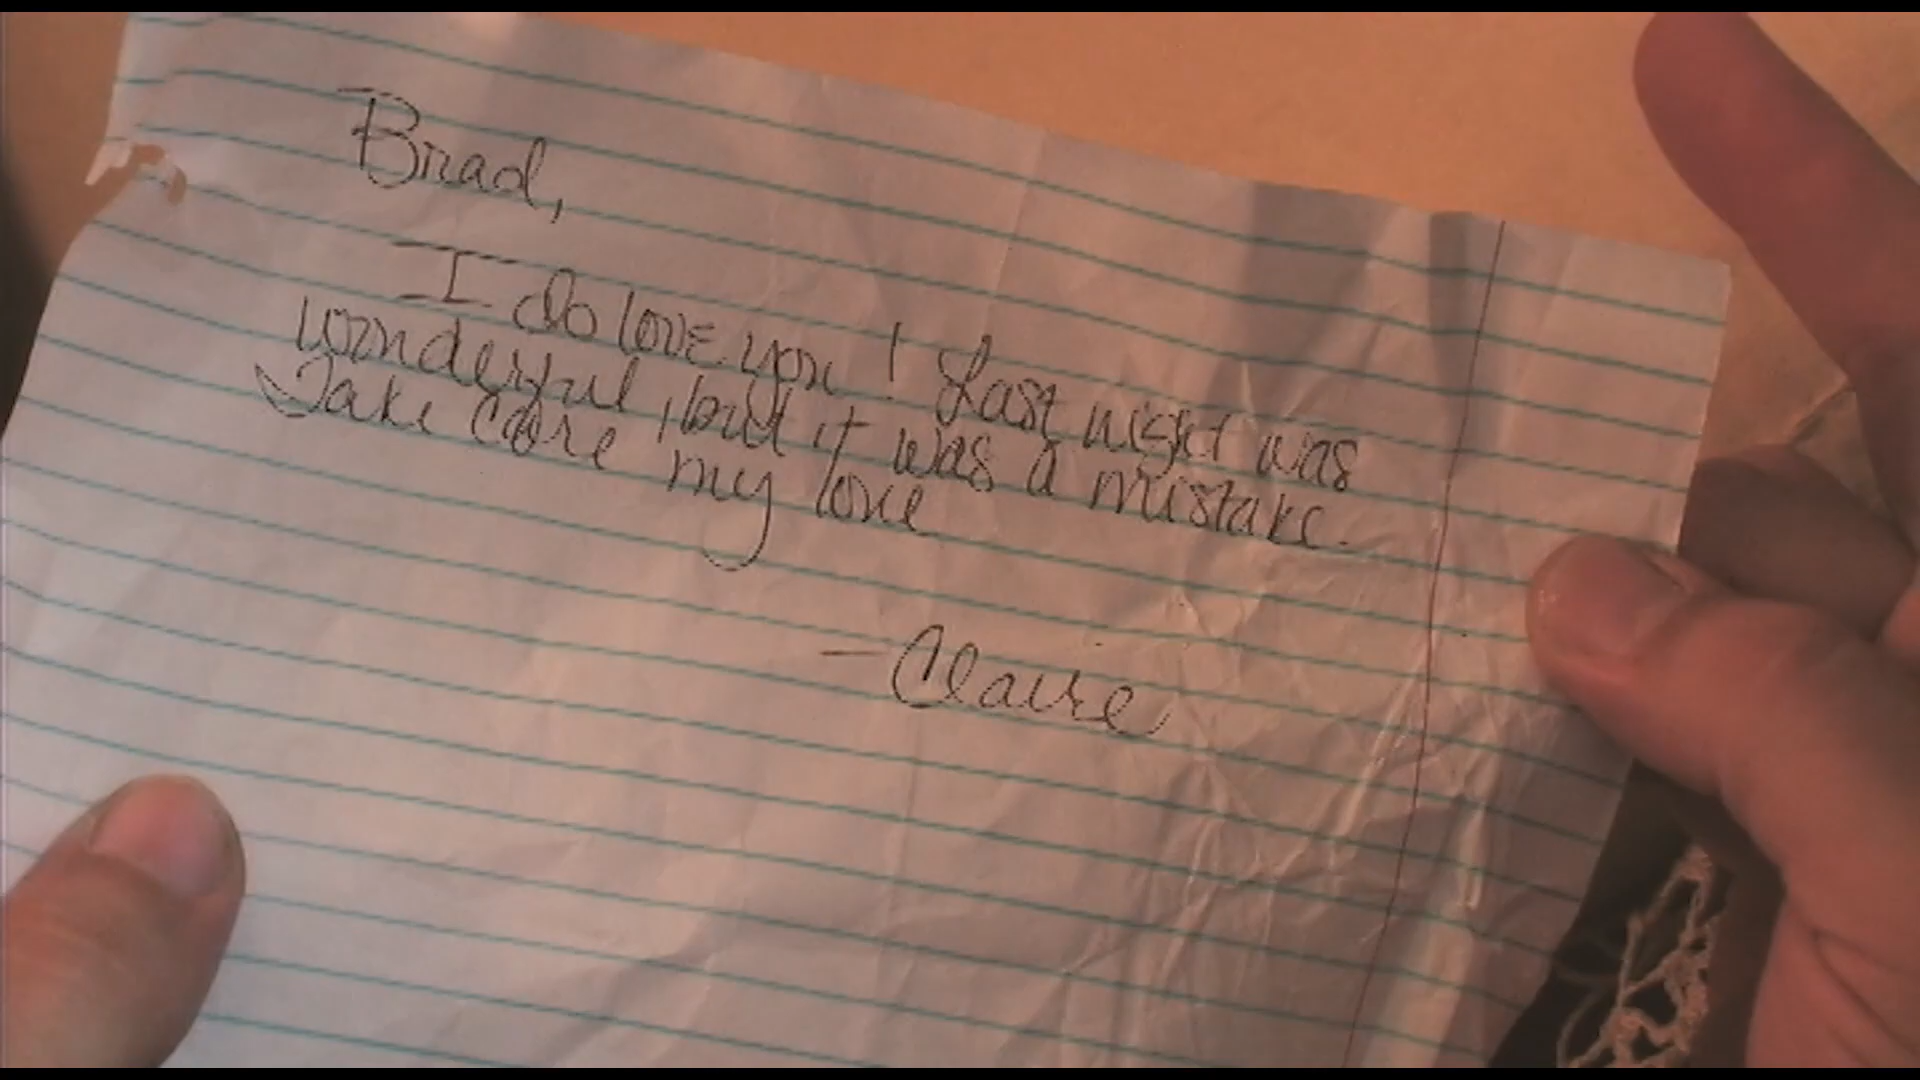 Brad,
I do love you! Last night was
wonderful, but it was a mistake.
Take care my love
—Claire